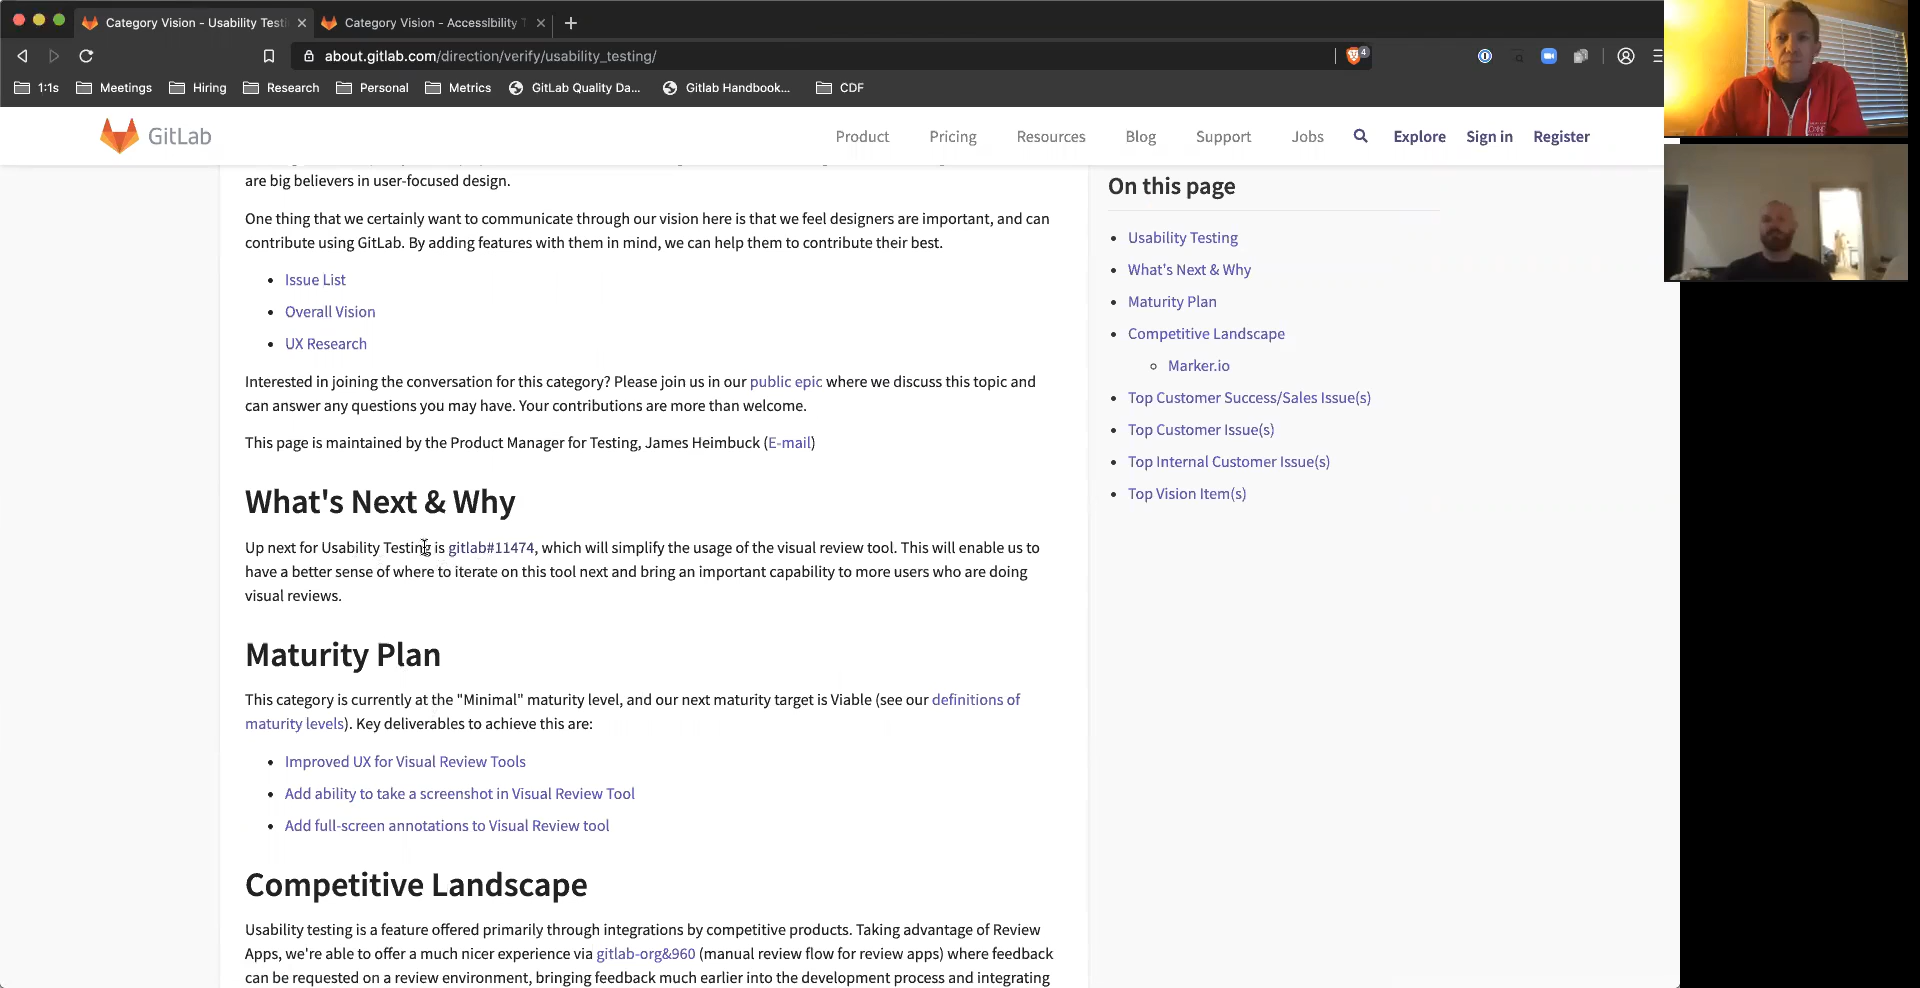 Category Vision - Usability Testi
Category Vision - Accessibility T
about.gitlab.com/direction/verify/usability_testing/
4
1:1s
Meetings
Hiring
Research
Personal
Metrics
GitLab Quality Da...
Gitlab Handbook...
CDF
GitLab
Product
Pricing
Resources
Blog
Support
Jobs
Explore
Sign in
Register
are big believers in user-focused design.
One thing that we certainly want to communicate through our vision here is that we feel designers are important, and can
contribute using GitLab. By adding features with them in mind, we can help them to contribute their best.
Issue List
Overall Vision
UX Research
Interested in joining the conversation for this category? Please join us in our public epic where we discuss this topic and
can answer any questions you may have. Your contributions are more than welcome.
This page is maintained by the Product Manager for Testing, James Heimbuck (E-mail)
What's Next & Why
Up next for Usability Testing is gitlab#11474, which will simplify the usage of the visual review tool. This will enable us to
have a better sense of where to iterate on this tool next and bring an important capability to more users who are doing
visual reviews.
Maturity Plan
This category is currently at the "Minimal" maturity level, and our next maturity target is Viable (see our definitions of
maturity levels). Key deliverables to achieve this are:
Improved UX for Visual Review Tools
Add ability to take a screenshot in Visual Review Tool
Add full-screen annotations to Visual Review tool
Competitive Landscape
Usability testing is a feature offered primarily through integrations by competitive products. Taking advantage of Review
Apps, we're able to offer a much nicer experience via gitlab-org&960 (manual review flow for review apps) where feedback
can be requested on a review environment, bringing feedback much earlier into the development process and integrating
On this page
Usability Testing
What's Next & Why
Maturity Plan
Competitive Landscape
Marker.io
Top Customer Success/Sales Issue(s)
Top Customer Issue(s)
Top Internal Customer Issue(s)
Top Vision Item(s)